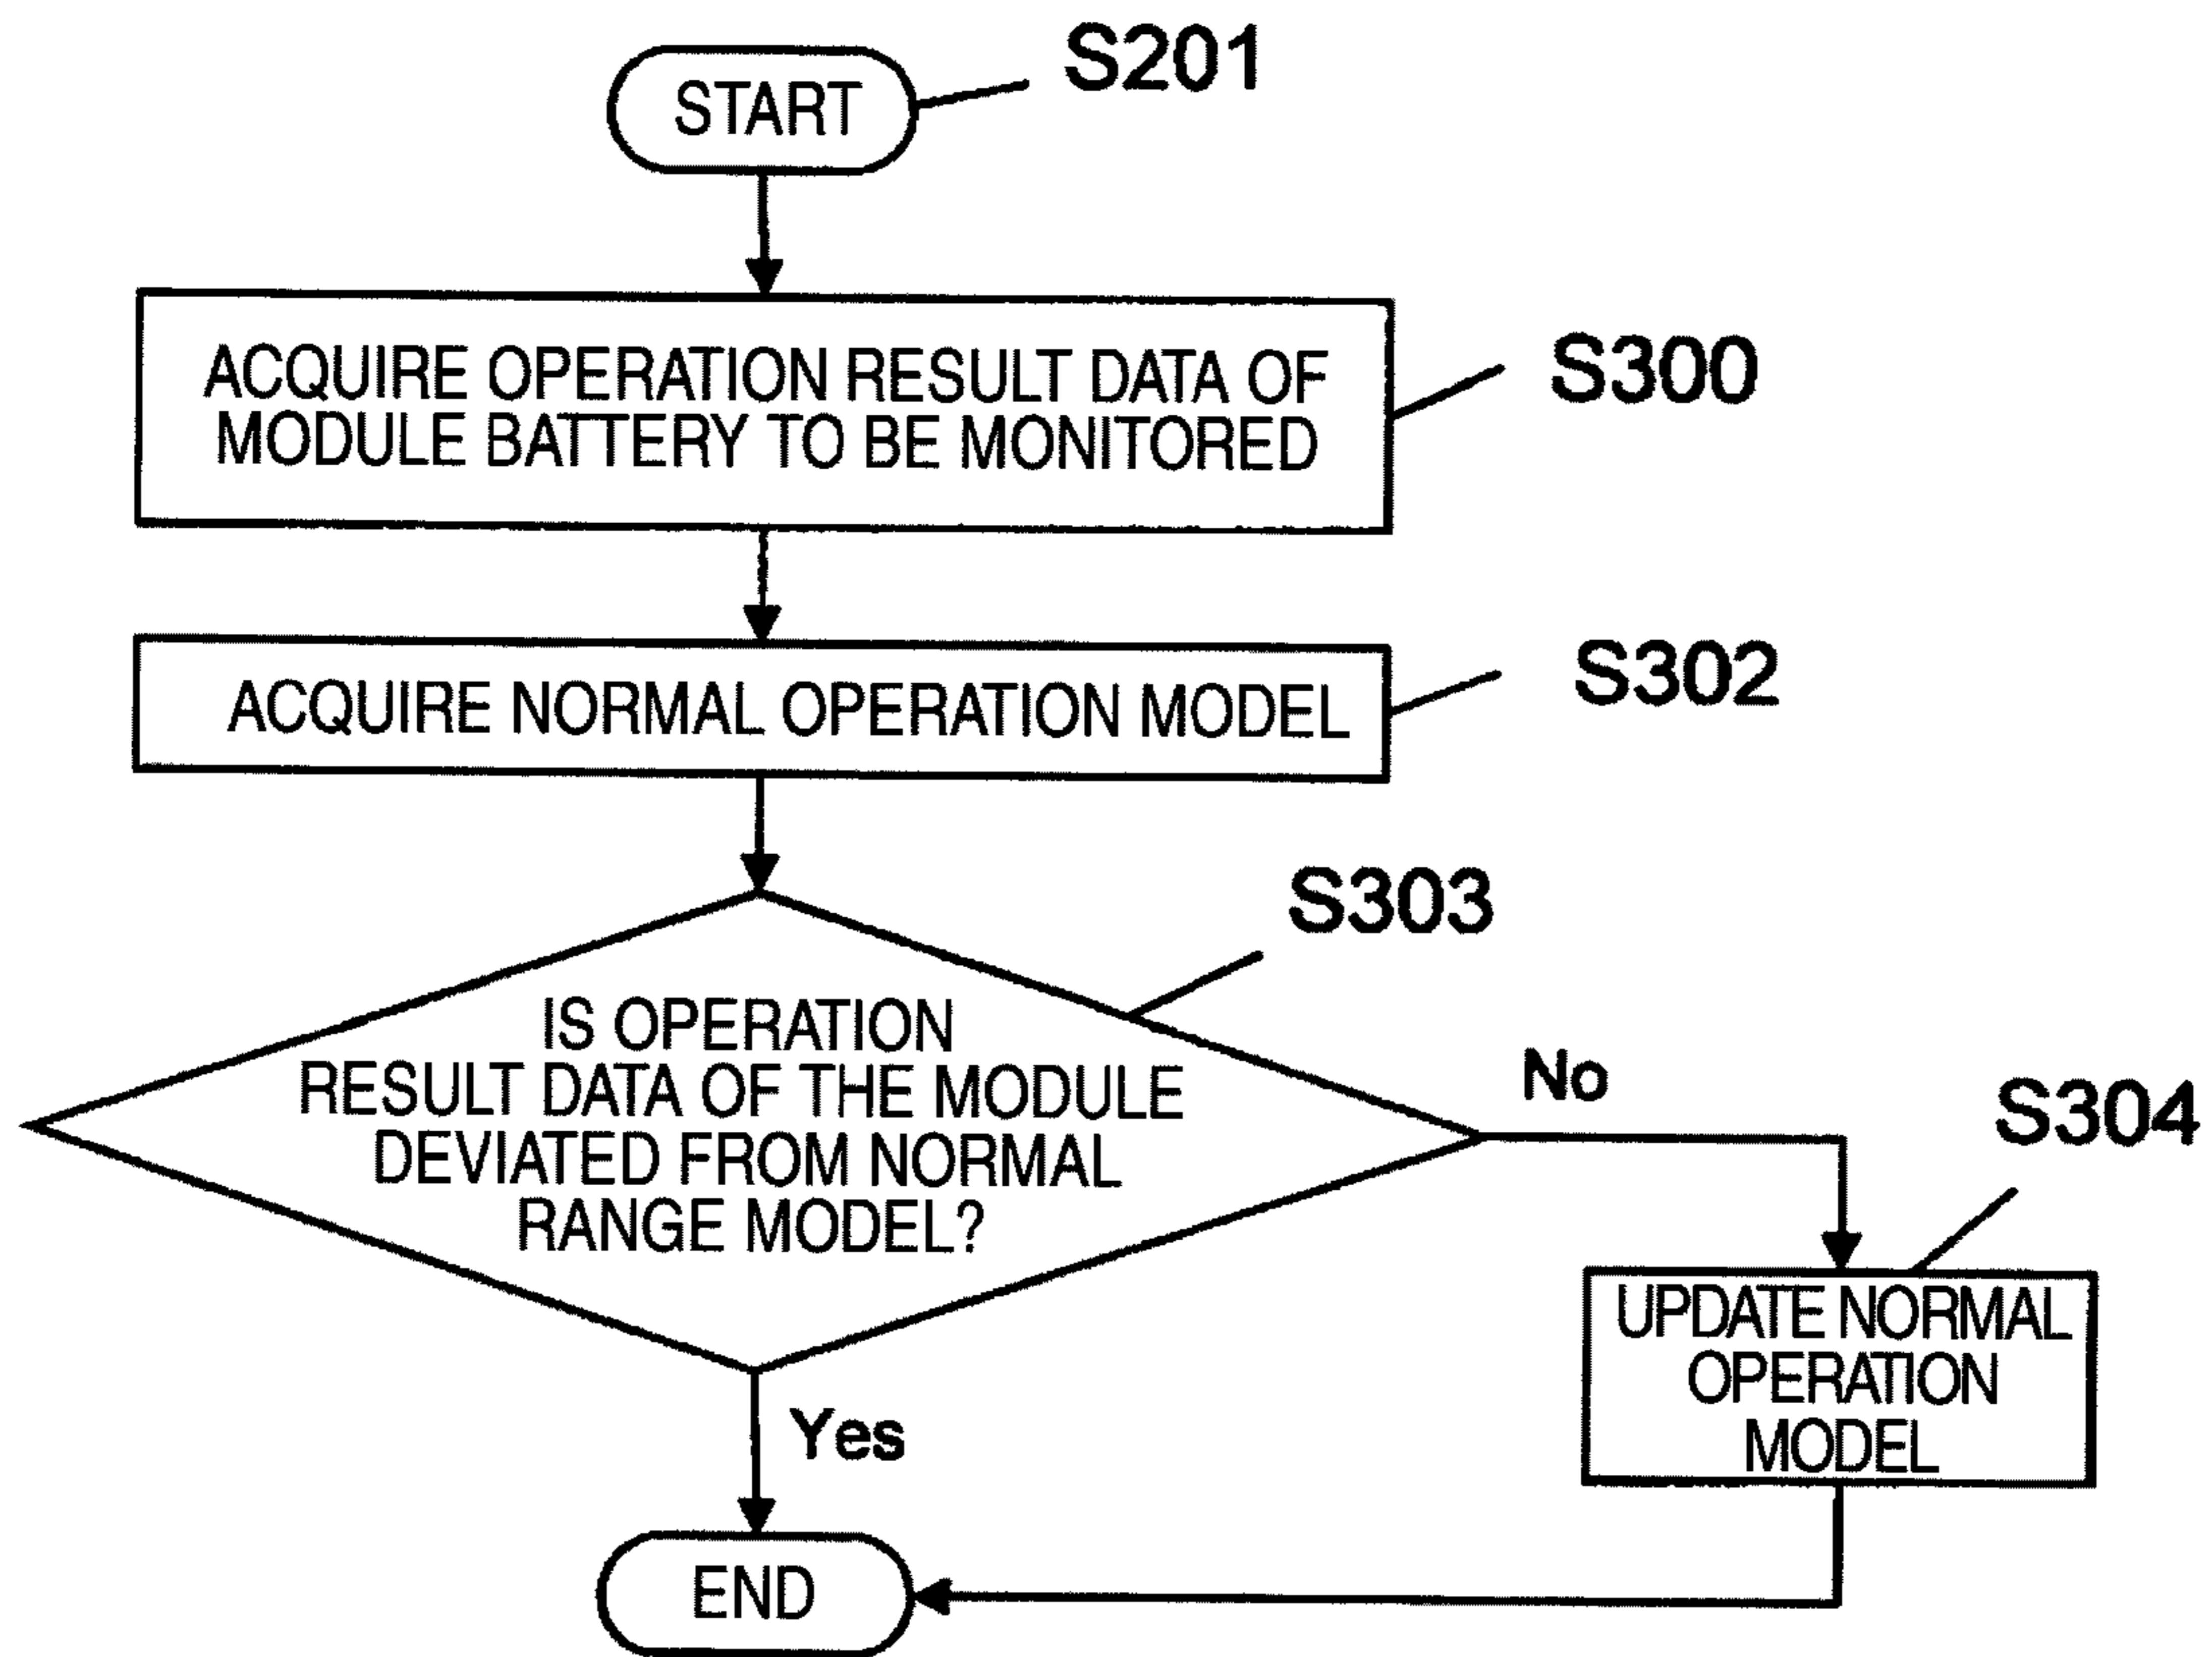 START
S201
ACQUIRE OPERATION RESULT DATA OF
MODULE BATTERY TO BE MONITORED
S300
ACQUIRE NORMAL OPERATION MODEL
S302
S303
IS OPERATION
RESULT DATA OF THE MODULE
DEVIATED FROM NORMAL
RANGE MODEL?
No
S304
UPDATE NORMAL
OPERATION
MODEL
Yes
END